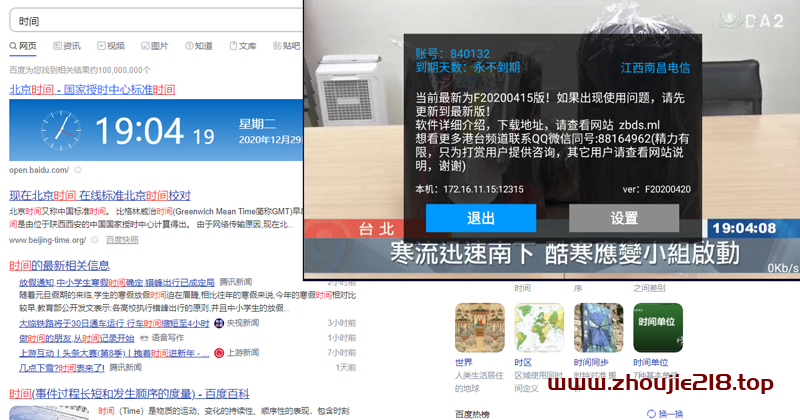 时间
网页 资讯 视频 图片 知道 文库 贴吧
百度为您找到相关结果约100,000,000个
北京时间 - 国家授时中心标准时间
19:04 19
星期二
2020年12月29
open.baidu.com/
现在北京时间 在线标准北京时间校对
北京时间又称中国标准时间。 比格林威治时间(Greenwich Mean Time简称GMT)早8
间是由位于陕西西安的中国国家授时中心计算得出。 由于网络传输原因,现在北...
www.beijing-time.org/ 百度快照
时间的最新相关信息
放假通知,中小学生寒假时间确定,错峰出行已成定局 腾讯新闻
随着元旦假期的来临,学生的寒假放假时间迫在眉睫,相比往年的寒假来说,今年的寒假时间相对比
较早,教育部公开发文表示:各高校执行错峰出行的原则,并且中小学生的放假...
大临铁路将于30日通车运行 行车时间缩短至4小时 央视新闻 3小时前
做时间的朋友,从时间记录开始 语音写作 1小时前
上游互动丨头条大赛(第8季)丨拽着时间进新年 - ... 上游新闻 7小时前
几点下雪?时间表来了! 腾讯新闻 1天前
时间(事件过程长短和发生顺序的度量) - 百度百科
时间（Time）是物质的运动、变化的持续性、顺序性的表现，包含时刻
CA2
账号：840132
到期天数：永不到期
江西南昌电信
当前最新为F20200415版！如果出现使用问题，请先
更新到最新版！
软件详细介绍，下载地址，请查看网站 zbds.ml
想看更多港台频道联系QQ微信同号:88164962(精力有
限，只为打赏用户提供咨询，其它用户请查看网站说
明，谢谢)
本机：172.16.11.15:12315
ver：F20200420
退出
设置
台北
19:04:08
寒流迅速南下 酷寒應變小組啟動
0Kb/s
时间
序
之间差别
世界
人类生活居住
的地球
时区
区域使用同时
间定义
时间同步
时钟对准
时间单位
时间单位
7种基本单
www.zhoujie218.top
百度热榜
换一换